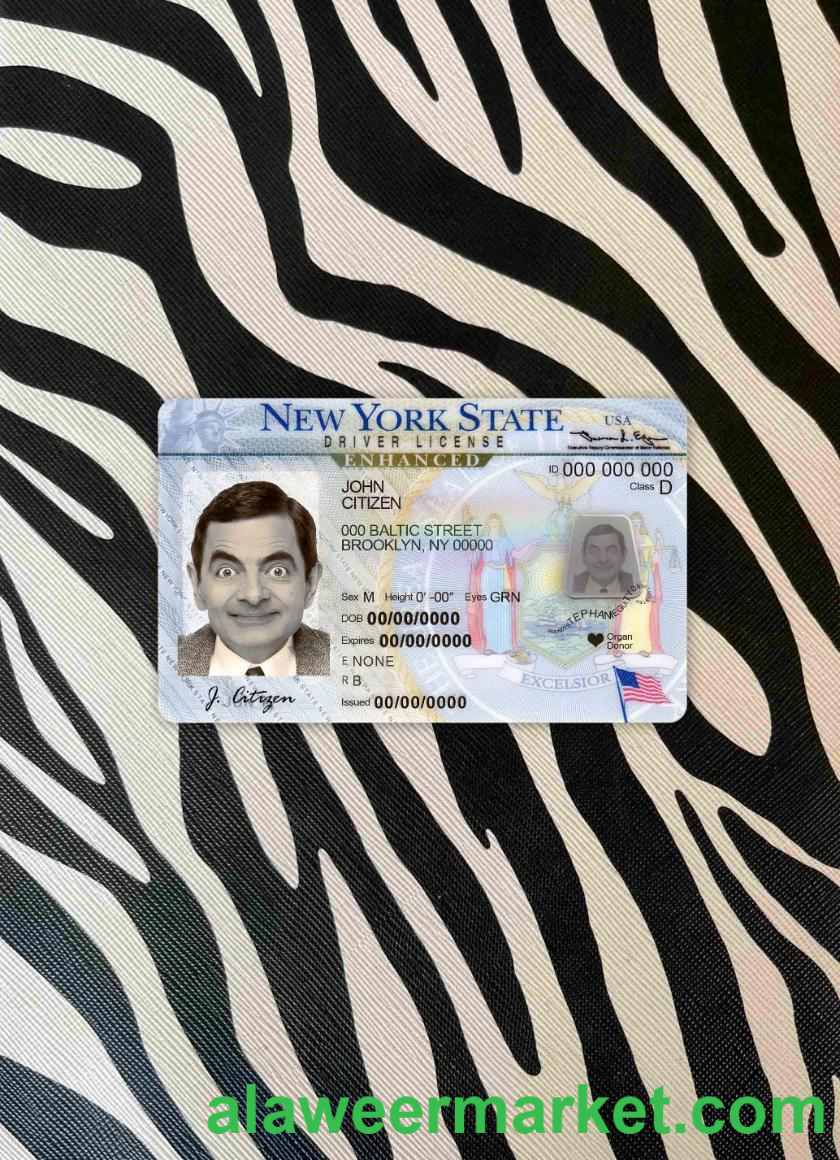 NEW YORK STATE
USA
DRIVER LICENSE
ENHANCED
ID 000 000 000
Class D
JOHN
CITIZEN
000 BALTIC STREET
BROOKLYN, NY 00000
Sex M Height 0' -00" Eyes GRN
DOB 00/00/0000
Expires 00/00/0000
Organ
Donor
E NONE
R B
EXCELSIOR
Issued 00/00/0000
J. Citizen
alaweermarket.com